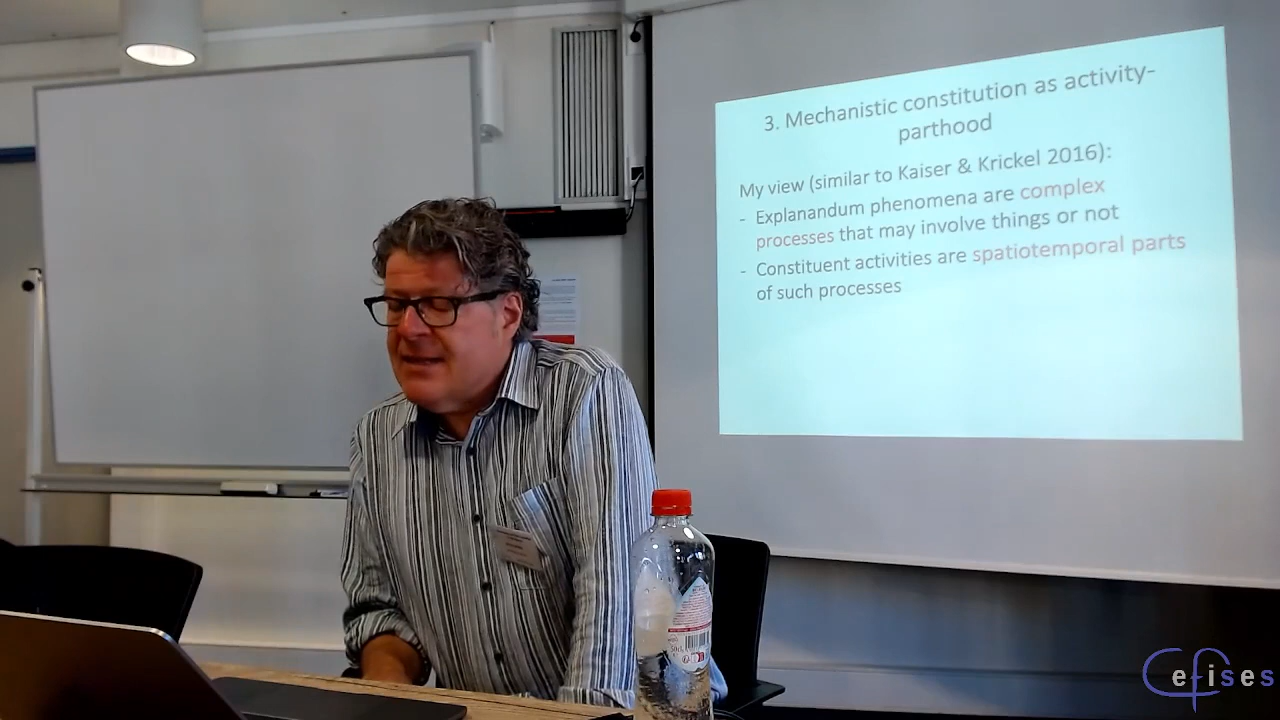 3. Mechanistic constitution as activity-
parthood
My view (similar to Kaiser & Krickel 2016):
- Explanandum phenomena are complex
processes that may involve things or not
- Constituent activities are spatiotemporal parts
of such processes
Cefises